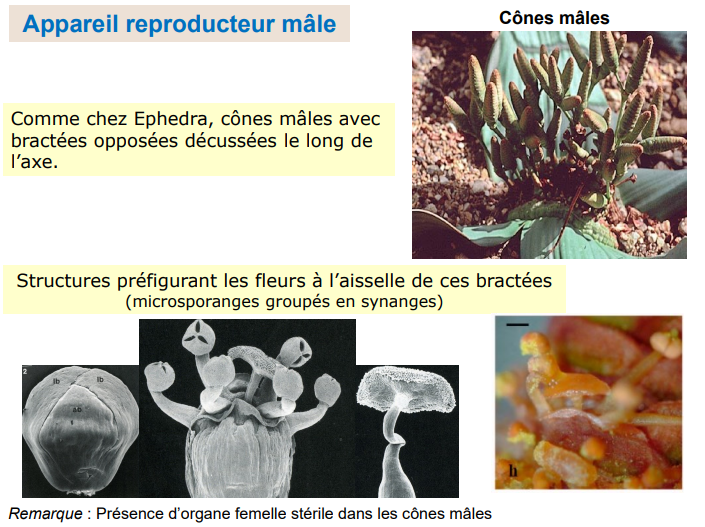 Appareil reproducteur mâle
Cônes mâles
Comme chez Ephedra, cônes mâles avec
bractées opposées décussées le long de
l'axe.
Structures préfigurant les fleurs à l'aisselle de ces bractées
(microsporanges groupés en synanges)
2
lb
lb
h
Remarque : Présence d'organe femelle stérile dans les cônes mâles